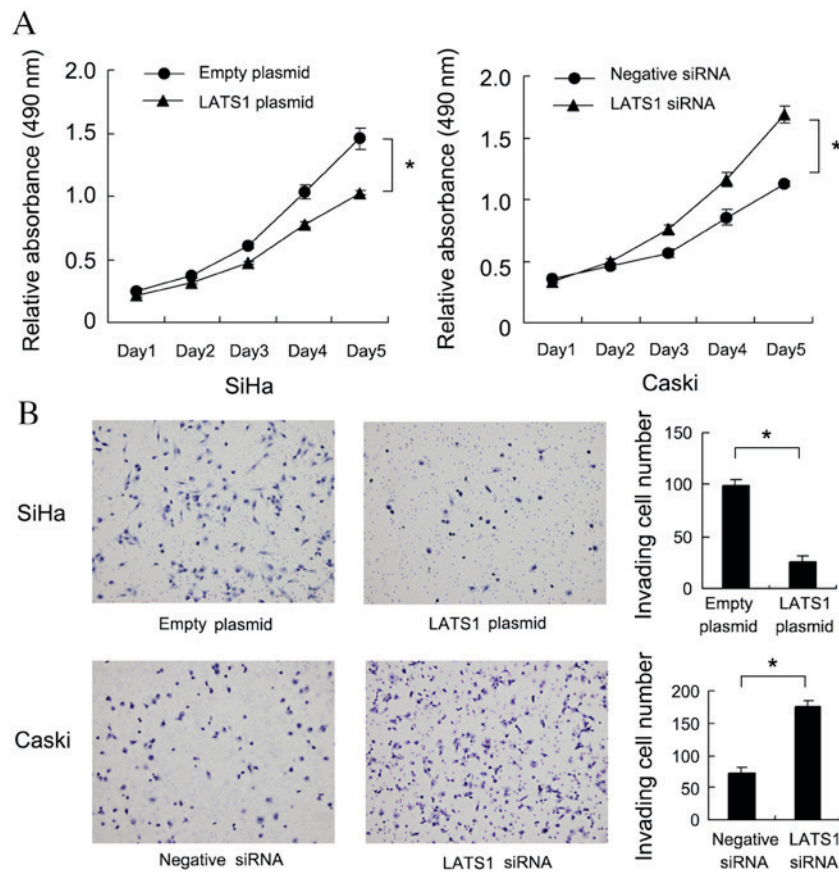 A
Relative absorbance (490 nm)
2.0
1.5
1.0
0.5
0
Empty plasmid
LATS1 plasmid
*
Day1 Day2 Day3 Day4 Day5
SiHa
Relative absorbance (490 nm)
2.0
1.5
1.0
0.5
0
Negative siRNA
LATS1 siRNA
*
Day1 Day2 Day3 Day4 Day5
Caski
B
SiHa
Empty plasmid
LATS1 plasmid
Invading cell number
150
100
50
0
*
Empty plasmid
LATS1 plasmid
Caski
Negative siRNA
LATS1 siRNA
Invading cell number
200
150
100
50
0
*
Negative siRNA
LATS1 siRNA